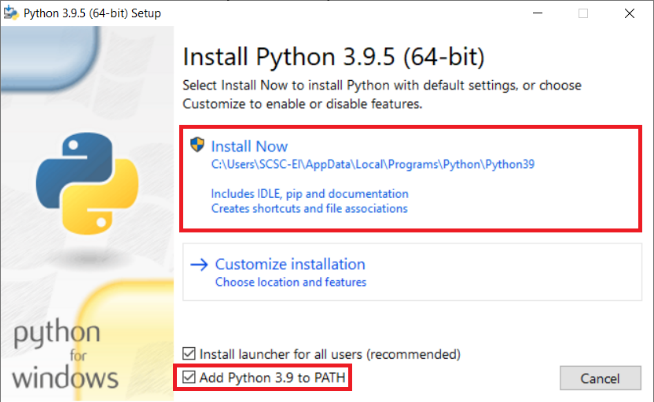 Python 3.9.5 (64-bit) Setup
Install Python 3.9.5 (64-bit)
Select Install Now to install Python with default settings, or choose
Customize to enable or disable features.
Install Now
C:\Users\SCSC-EI\AppData\Local\Programs\Python\Python39
Includes IDLE, pip and documentation
Creates shortcuts and file associations
Customize installation
Choose location and features
python
for
windows
Install launcher for all users (recommended)
Add Python 3.9 to PATH
Cancel